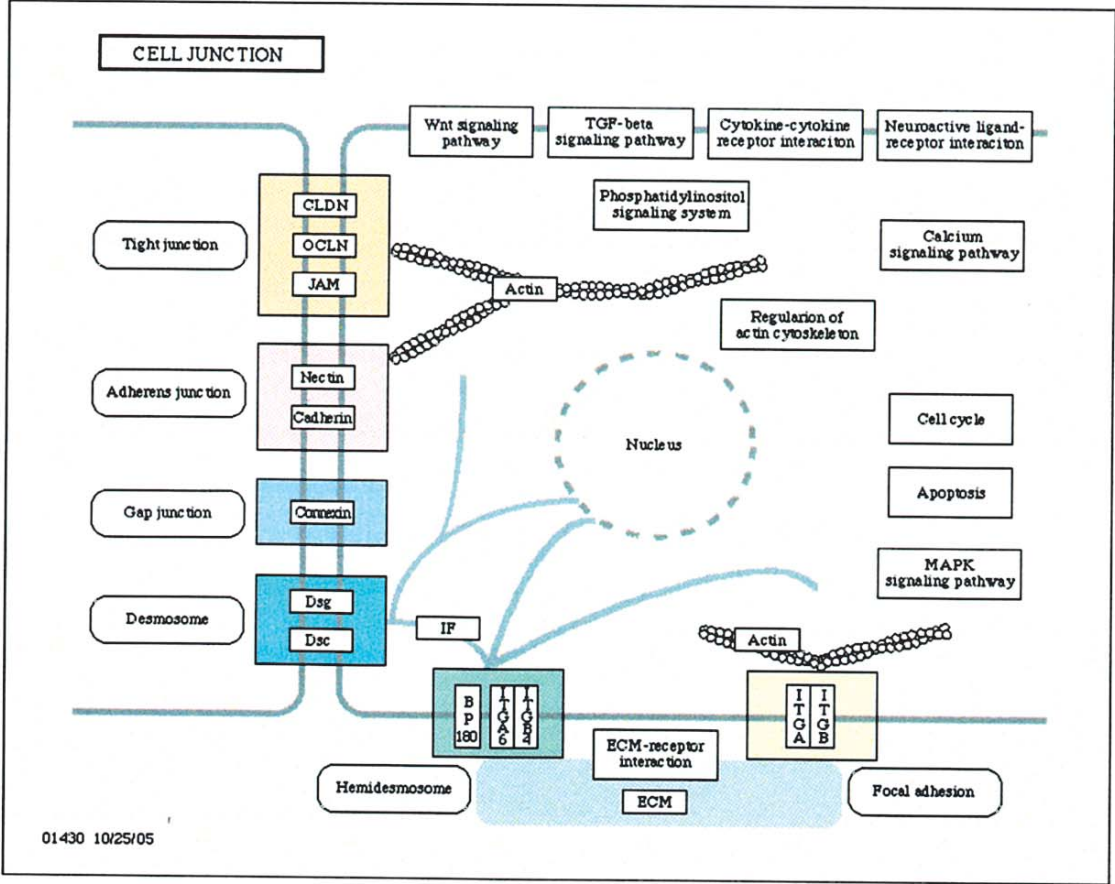 CELL JUNCTION
Wnt signaling
pathway
TGF-beta
signaling pathway
Cytokine-cytokine
receptor interaciton
Neuroactive ligand-
receptor interaciton
Phosphatidylinositol
signaling system
CLDN
OCLN
JAM
Tight junction
Calcium
signaling pathway
Actin
Regularion of
actin cytoskeleton
Nectin
Cadherin
Adherens junction
Nucleus
Cell cycle
Connexin
Gap junction
Apoptosis
MAPK
signaling pathway
Dsg
Dsc
Desmosome
IF
Actin
BP180
ITGA6
ITGB4
ITGA
ITGB
ECM-receptor
interaction
ECM
Hemidesmosome
Focal adhesion
01430 10/25/05